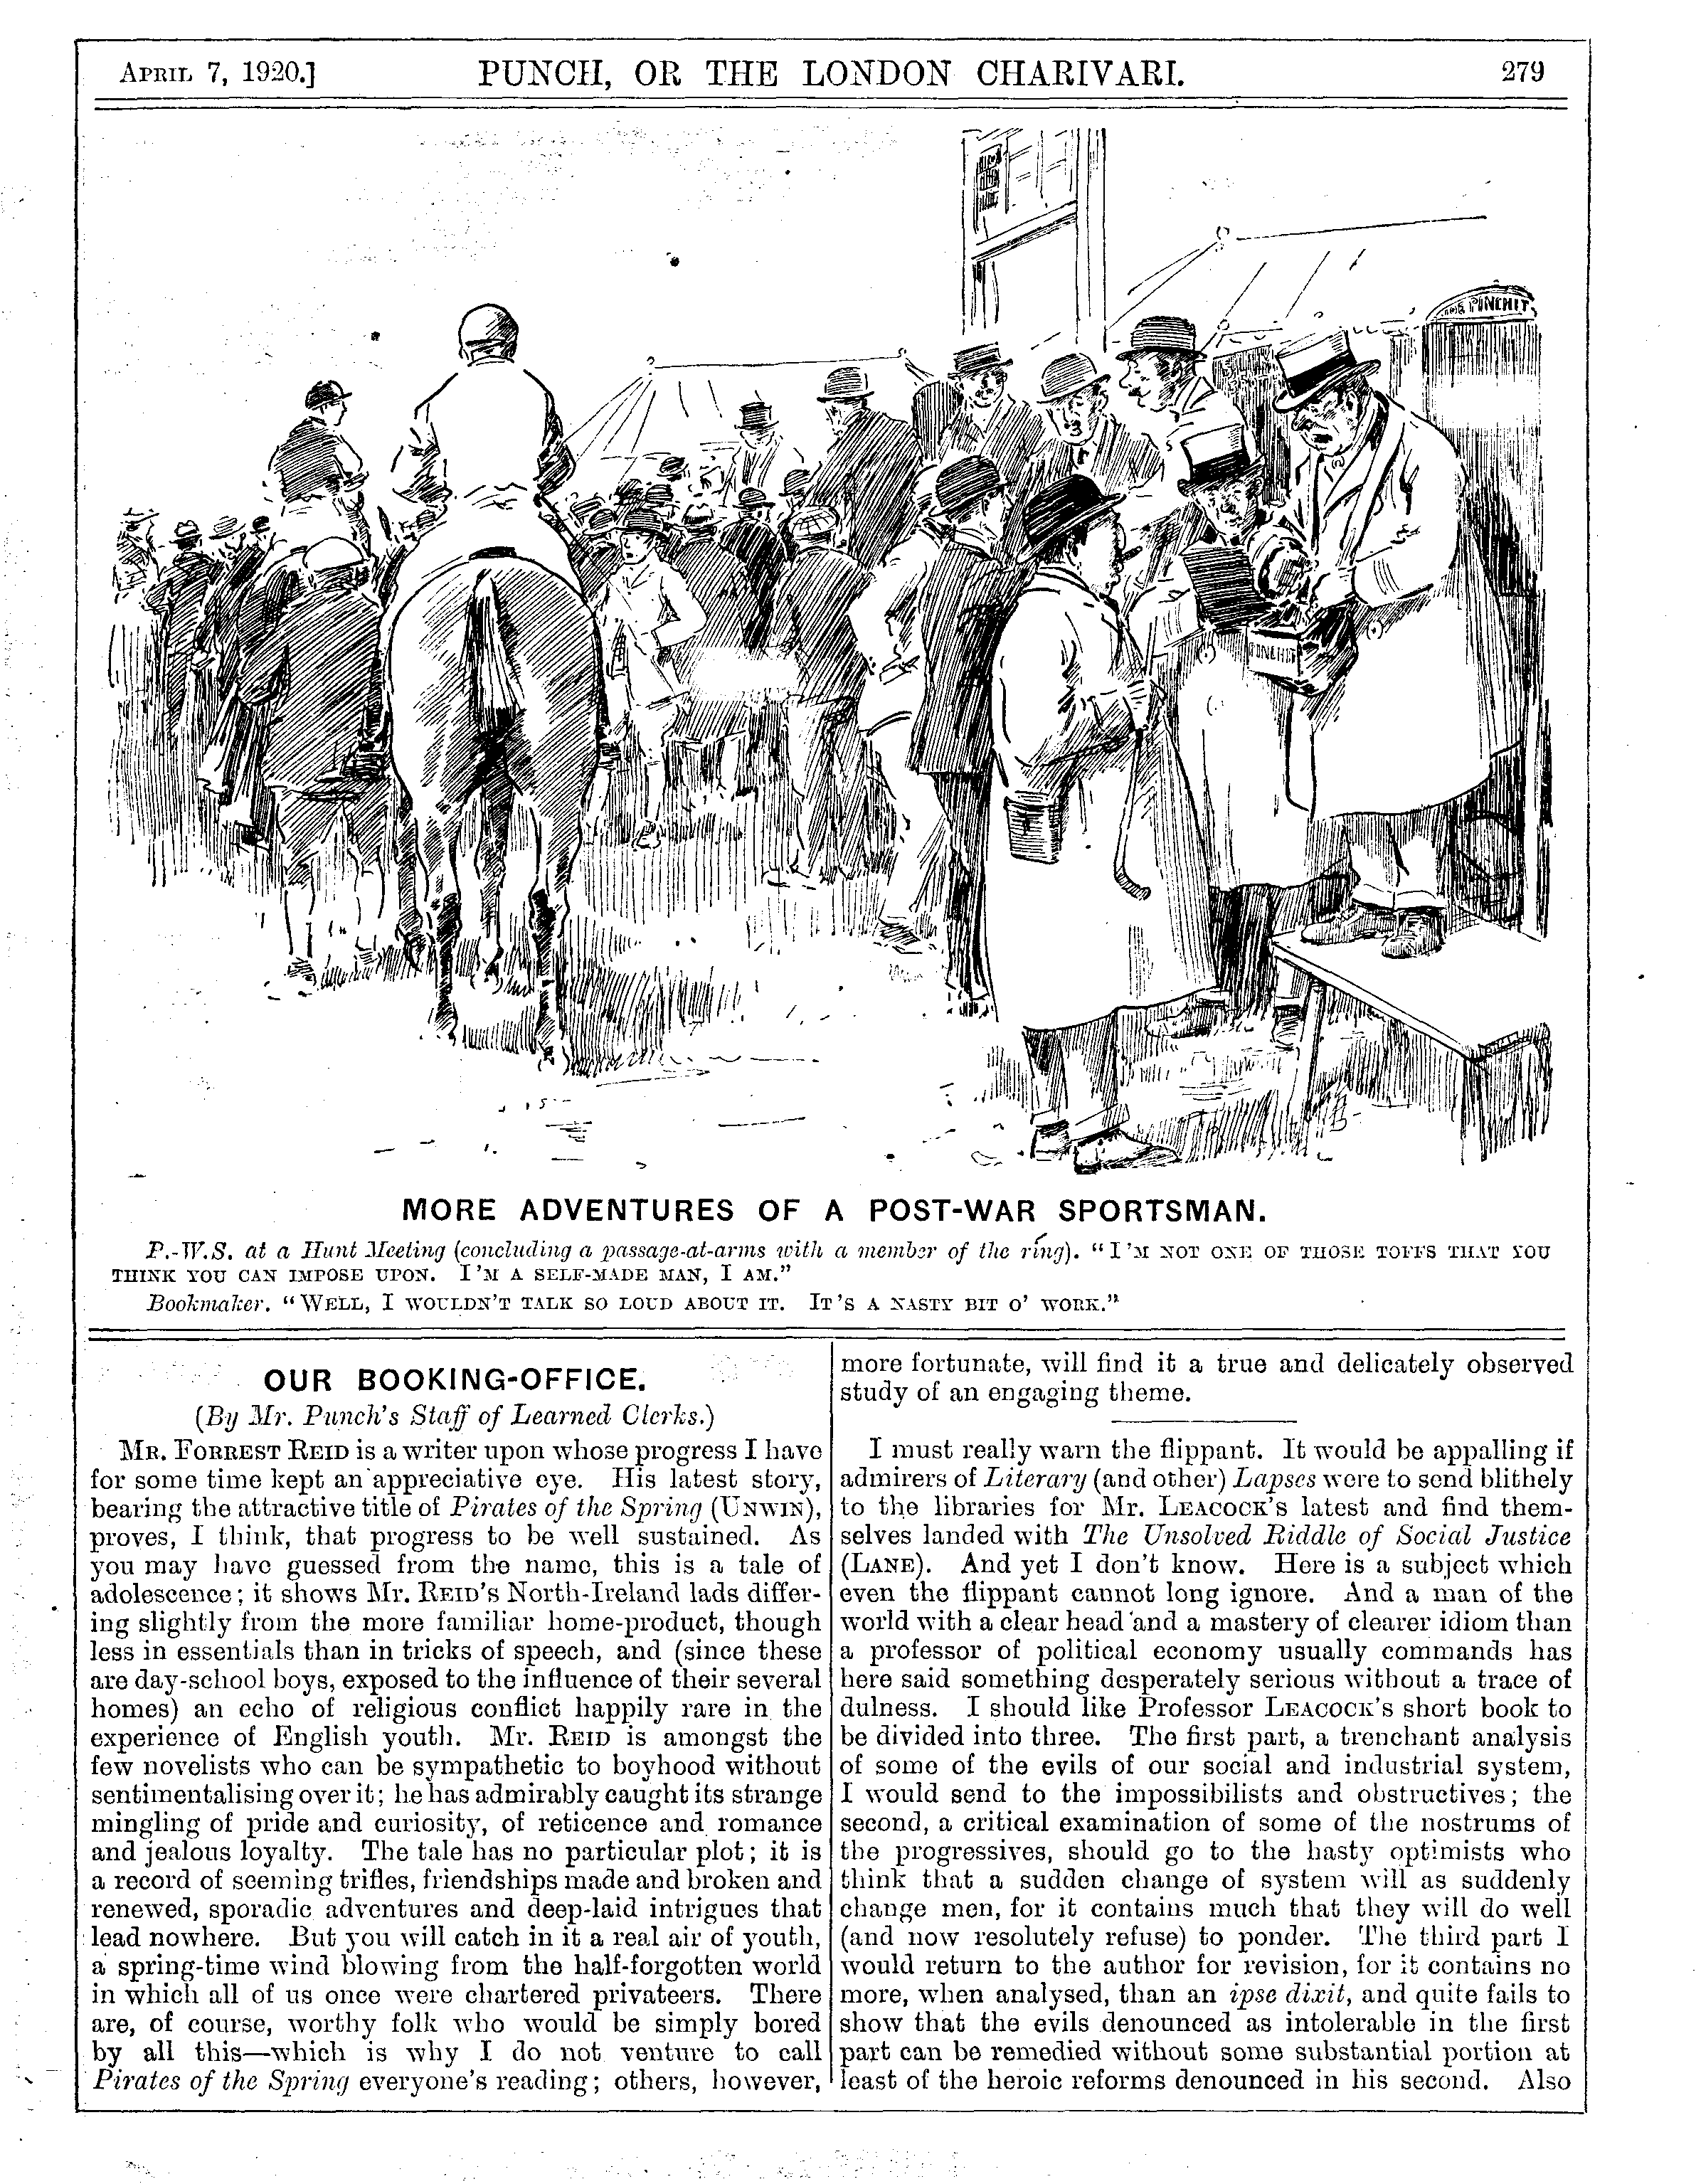 APRIL 7, 1920.]
PUNCH, OR THE LONDON CHARIVARI.
279
PINCHIT
PINCHIT
MORE ADVENTURES OF A POST-WAR SPORTSMAN.
P.-W.S. at a Hunt Meeting (concluding a passage-at-arms with a member of the ring). "I'M NOT ONE OF THOSE TOFFS THAT YOU
THINK YOU CAN IMPOSE UPON. I'M A SELF-MADE MAN, I AM."
Bookmaker. "WELL, I WOULDN'T TALK SO LOUD ABOUT IT. IT'S A NASTY BIT O' WORK."
OUR BOOKING-OFFICE.
(By Mr. Punch's Staff of Learned Clerks.)
MR. FORREST REID is a writer upon whose progress I have
for some time kept an appreciative eye. His latest story,
bearing the attractive title of Pirates of the Spring (UNWIN),
proves, I think, that progress to be well sustained. As
you may have guessed from the name, this is a tale of
adolescence; it shows Mr. REID'S North-Ireland lads differ-
ing slightly from the more familiar home-product, though
less in essentials than in tricks of speech, and (since these
are day-school boys, exposed to the influence of their several
homes) an echo of religious conflict happily rare in the
experience of English youth. Mr. REID is amongst the
few novelists who can be sympathetic to boyhood without
sentimentalising over it; he has admirably caught its strange
mingling of pride and curiosity, of reticence and romance
and jealous loyalty. The tale has no particular plot; it is
a record of seeming trifles, friendships made and broken and
renewed, sporadic adventures and deep-laid intrigues that
lead nowhere. But you will catch in it a real air of youth,
a spring-time wind blowing from the half-forgotten world
in which all of us once were chartered privateers. There
are, of course, worthy folk who would be simply bored
by all this—which is why I do not venture to call
Pirates of the Spring everyone's reading; others, however,
more fortunate, will find it a true and delicately observed
study of an engaging theme.
I must really warn the flippant. It would be appalling if
admirers of Literary (and other) Lapses were to send blithely
to the libraries for Mr. LEACOCK'S latest and find them-
selves landed with The Unsolved Riddle of Social Justice
(LANE). And yet I don't know. Here is a subject which
even the flippant cannot long ignore. And a man of the
world with a clear head and a mastery of clearer idiom than
a professor of political economy usually commands has
here said something desperately serious without a trace of
dulness. I should like Professor LEACOCK'S short book to
be divided into three. The first part, a trenchant analysis
of some of the evils of our social and industrial system,
I would send to the impossibilists and obstructives; the
second, a critical examination of some of the nostrums of
the progressives, should go to the hasty optimists who
think that a sudden change of system will as suddenly
change men, for it contains much that they will do well
(and now resolutely refuse) to ponder. The third part I
would return to the author for revision, for it contains no
more, when analysed, than an ipse dixit, and quite fails to
show that the evils denounced as intolerable in the first
part can be remedied without some substantial portion at
least of the heroic reforms denounced in his second. Also